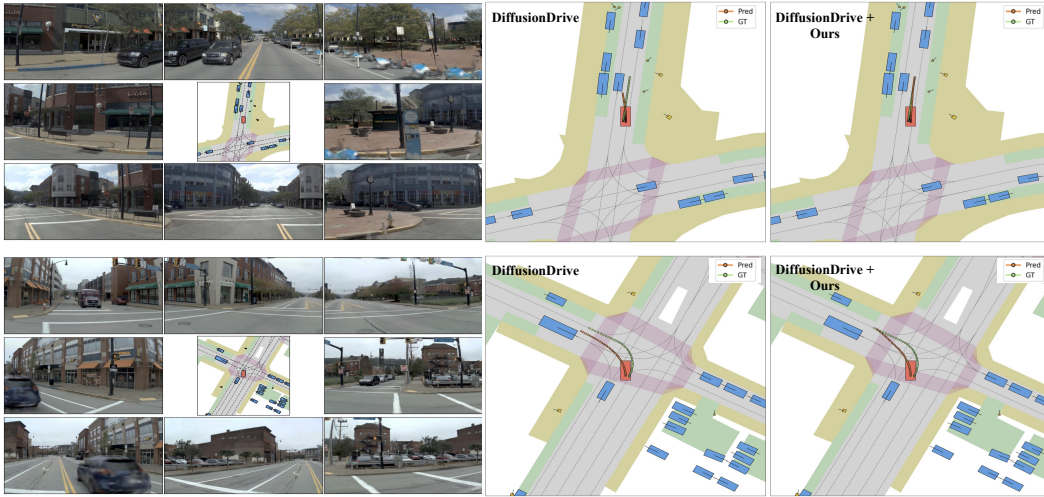 DiffusionDrive
Pred
GT
DiffusionDrive +
Ours
Pred
GT
DiffusionDrive
Pred
GT
DiffusionDrive +
Ours
Pred
GT